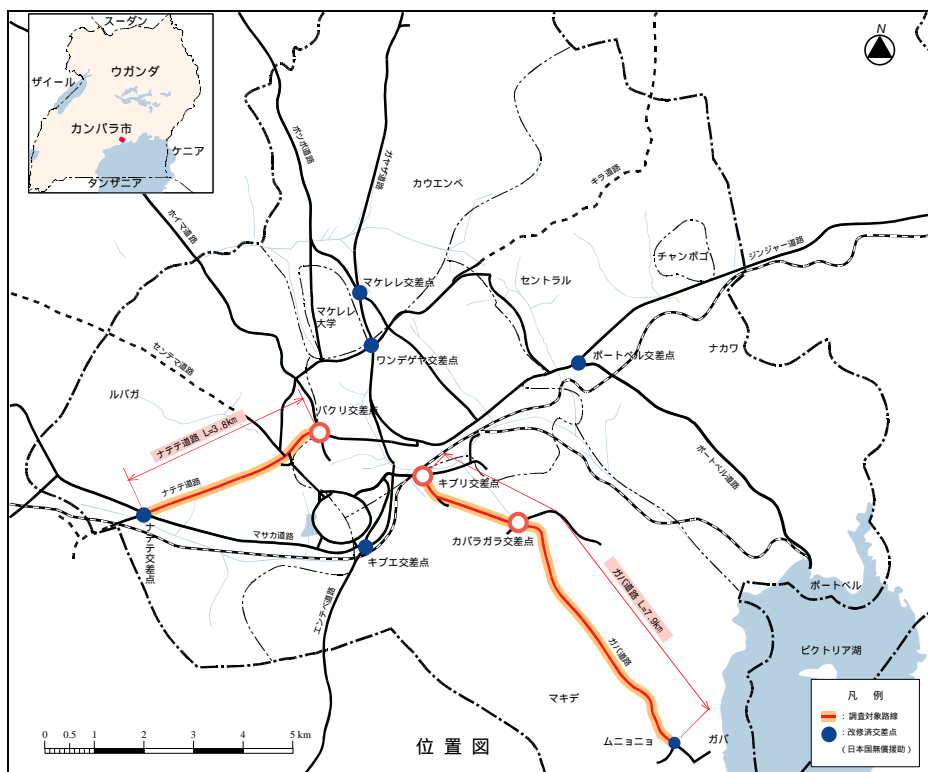 スーダン
ザイール
ウガンダ
カンパラ市
ケニア
タンザニア
N
ボツボ道路
ガヤザ道路
カウエンペ
キラ道路
ホイマ道路
チャンボゴ
ジンジャー道路
マケレレ交差点
セントラル
マケレレ
大学
ワンデゲヤ交差点
ポートベル交差点
ナカワ
センテマ道路
ルバガ
バクリ交差点
ナテテ道路 L=3.8km
ナテテ道路
キブリ交差点
ポートベル道路
マサカ道路
カバラガラ交差点
ナテテ交差点
キブエ交差点
ガバ道路 L=7.9km
ポートベル
エンテベ道路
ガバ道路
ビクトリア湖
マキデ
凡 例
：調査対象路線
：改修済交差点
（日本国無償援助）
ムニョニョ
ガバ
0 0.5 1 2 3 4 5 km
位 置 図